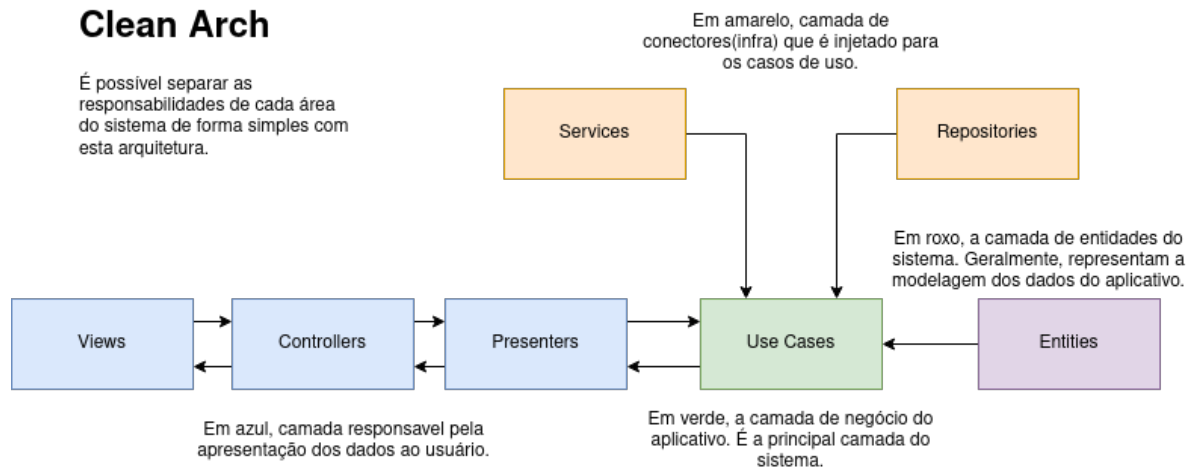 Clean Arch
É possível separar as
responsabilidades de cada área
do sistema de forma simples com
esta arquitetura.
Em amarelo, camada de
conectores(infra) que é injetado para
os casos de uso.
Services
Repositories
Em roxo, a camada de entidades do
sistema. Geralmente, representam a
modelagem dos dados do aplicativo.
Views
Controllers
Presenters
Use Cases
Entities
Em azul, camada responsavel pela
apresentação dos dados ao usuário.
Em verde, a camada de negócio do
aplicativo. É a principal camada do
sistema.